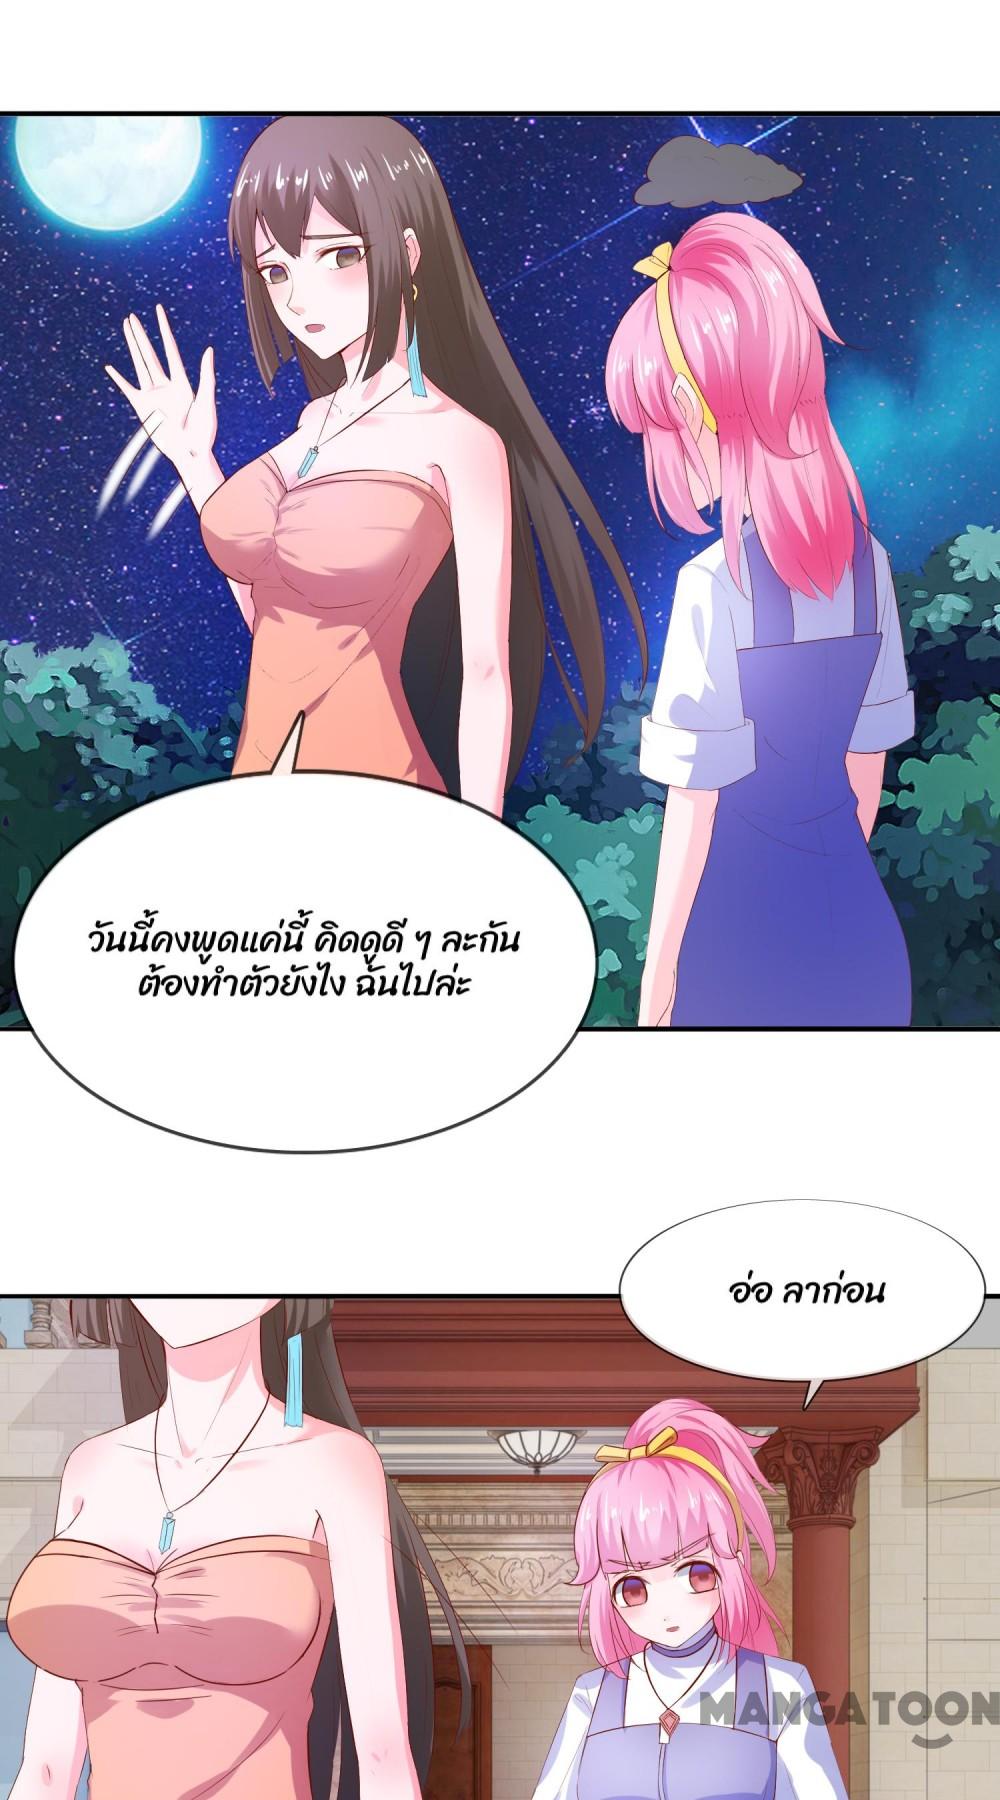 วันนี้คงพูดแค่นี้ คิดดูดี ๆ ละกัน
ต้องทำตัวยังไง ฉันไปล่ะ
อ่อ ลาก่อน
MANGATOON